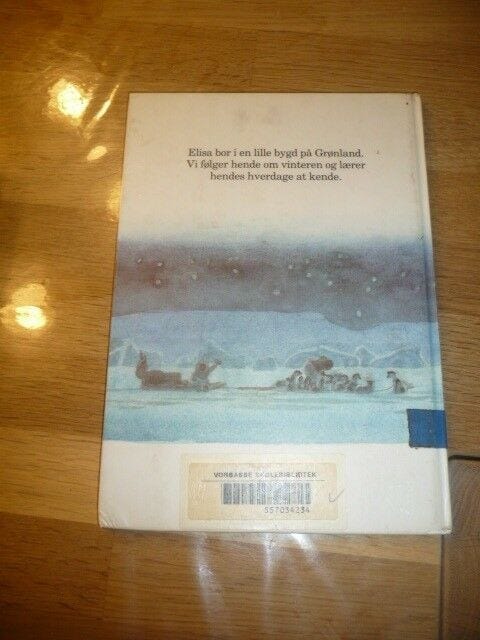 Elisa bor i en lille bygd på Grønland.
Vi følger hende om vinteren og lærer
hendes hverdage at kende.
VORBASSE SKOLEBIBLIOTEK
557034234